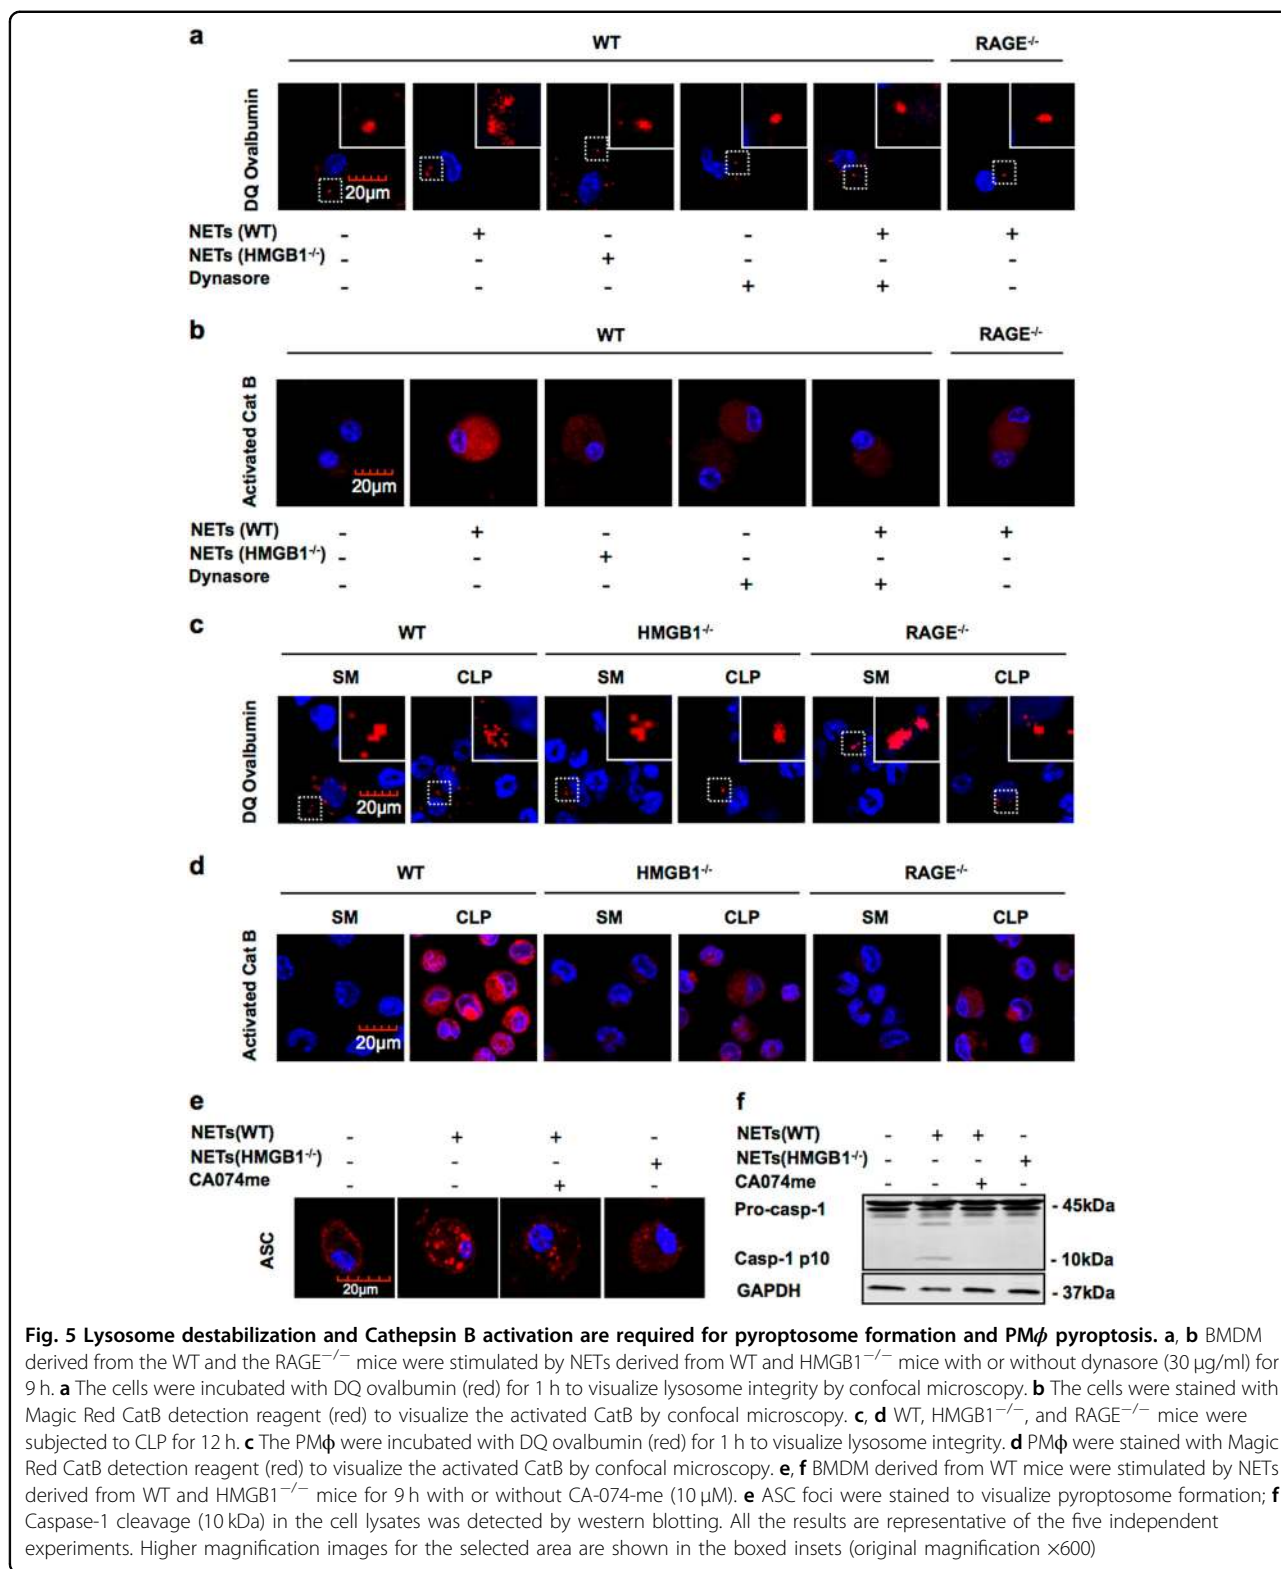 a
WT RAGE-/-
DQ Ovalbumin
20μm
NETs (WT) - + - - + +
NETs (HMGB1-/-) - - + - - -
Dynasore - - - + + -
b
WT RAGE-/-
Activated Cat B
20μm
NETs (WT) - + - - + +
NETs (HMGB1-/-) - - + - - -
Dynasore - - - + + -
c
WT HMGB1-/- RAGE-/-
SM CLP SM CLP SM CLP
DQ Ovalbumin
20μm
d
WT HMGB1-/- RAGE-/-
SM CLP SM CLP SM CLP
Activated Cat B
20μm
e
NETs(WT) - + + -
NETs(HMGB1-/-) - - - +
CA074me - - + -
ASC
20μm
f
NETs(WT) - + + -
NETs(HMGB1-/-) - - - +
CA074me - - + -
Pro-casp-1 - 45kDa
Casp-1 p10 - 10kDa
GAPDH - 37kDa
Fig. 5 Lysosome destabilization and Cathepsin B activation are required for pyroptosome formation and PMϕ pyroptosis. a, b BMDM
derived from the WT and the RAGE−/− mice were stimulated by NETs derived from WT and HMGB1−/− mice with or without dynasore (30 μg/ml) for
9 h. a The cells were incubated with DQ ovalbumin (red) for 1 h to visualize lysosome integrity by confocal microscopy. b The cells were stained with
Magic Red CatB detection reagent (red) to visualize the activated CatB by confocal microscopy. c, d WT, HMGB1−/−, and RAGE−/− mice were
subjected to CLP for 12 h. c The PMϕ were incubated with DQ ovalbumin (red) for 1 h to visualize lysosome integrity. d PMϕ were stained with Magic
Red CatB detection reagent (red) to visualize the activated CatB by confocal microscopy. e, f BMDM derived from WT mice were stimulated by NETs
derived from WT and HMGB1−/− mice for 9 h with or without CA-074-me (10 μM). e ASC foci were stained to visualize pyroptosome formation; f
Caspase-1 cleavage (10 kDa) in the cell lysates was detected by western blotting. All the results are representative of the five independent
experiments. Higher magnification images for the selected area are shown in the boxed insets (original magnification ×600)